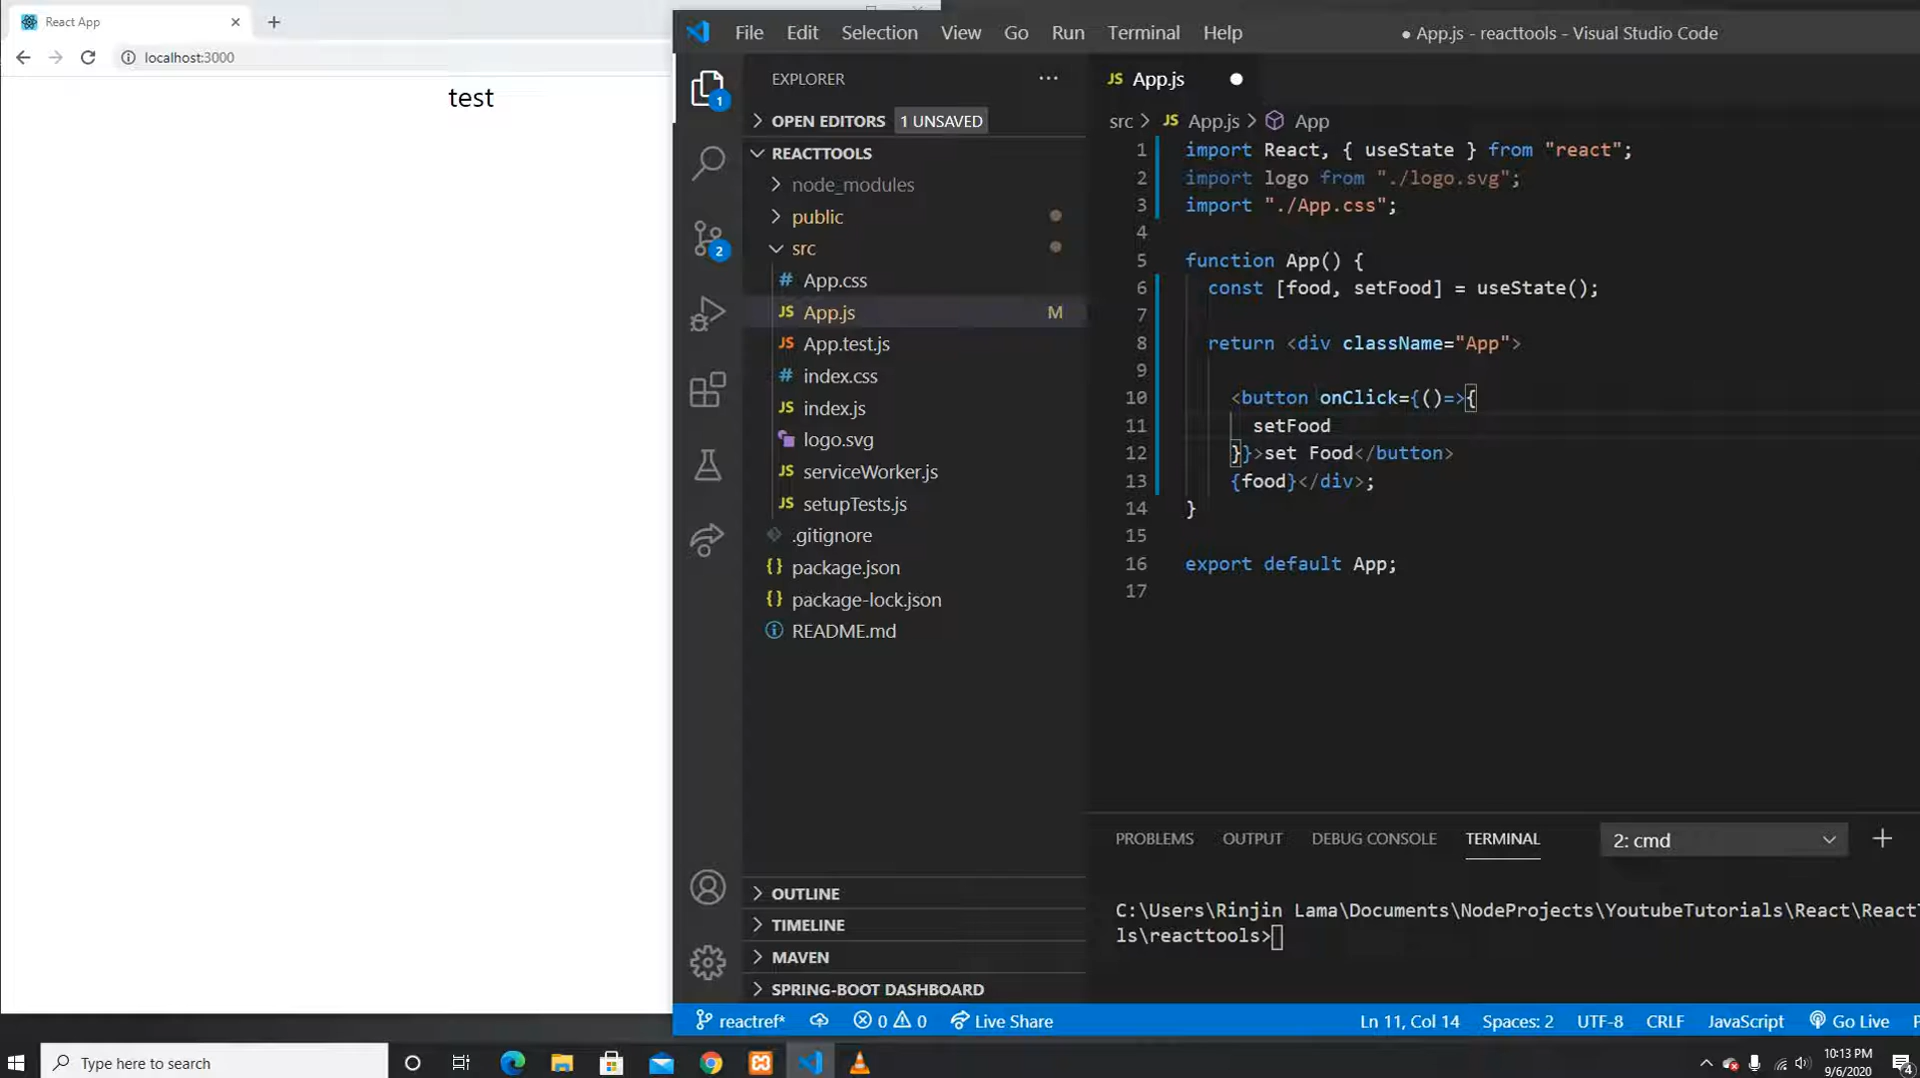 React App
localhost:3000
test
File Edit Selection View Go Run Terminal Help
● App.js - reacttools - Visual Studio Code
EXPLORER
OPEN EDITORS 1 UNSAVED
REACTTOOLS
node_modules
public
src
# App.css
JS App.js M
JS App.test.js
# index.css
JS index.js
logo.svg
JS serviceWorker.js
JS setupTests.js
.gitignore
{} package.json
{} package-lock.json
README.md
OUTLINE
TIMELINE
MAVEN
SPRING-BOOT DASHBOARD
1
2
JS App.js
src > JS App.js > App
1 import React, { useState } from "react";
2 import logo from "./logo.svg";
3 import "./App.css";
4
5 function App() {
6 const [food, setFood] = useState();
7
8 return <div className="App">
9
10 <button onClick={()=>{
11 setFood
12 }}>set Food</button>
13 {food}</div>;
14 }
15
16 export default App;
17
PROBLEMS OUTPUT DEBUG CONSOLE TERMINAL 2: cmd
C:\Users\Rinjin Lama\Documents\NodeProjects\YoutubeTutorials\React\React
ls\reacttools>
reactref* 0 0 Live Share Ln 11, Col 14 Spaces: 2 UTF-8 CRLF JavaScript Go Live
Type here to search
10:13 PM
9/6/2020
4